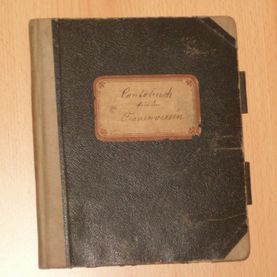 Contobuch
für den
Frauenverein